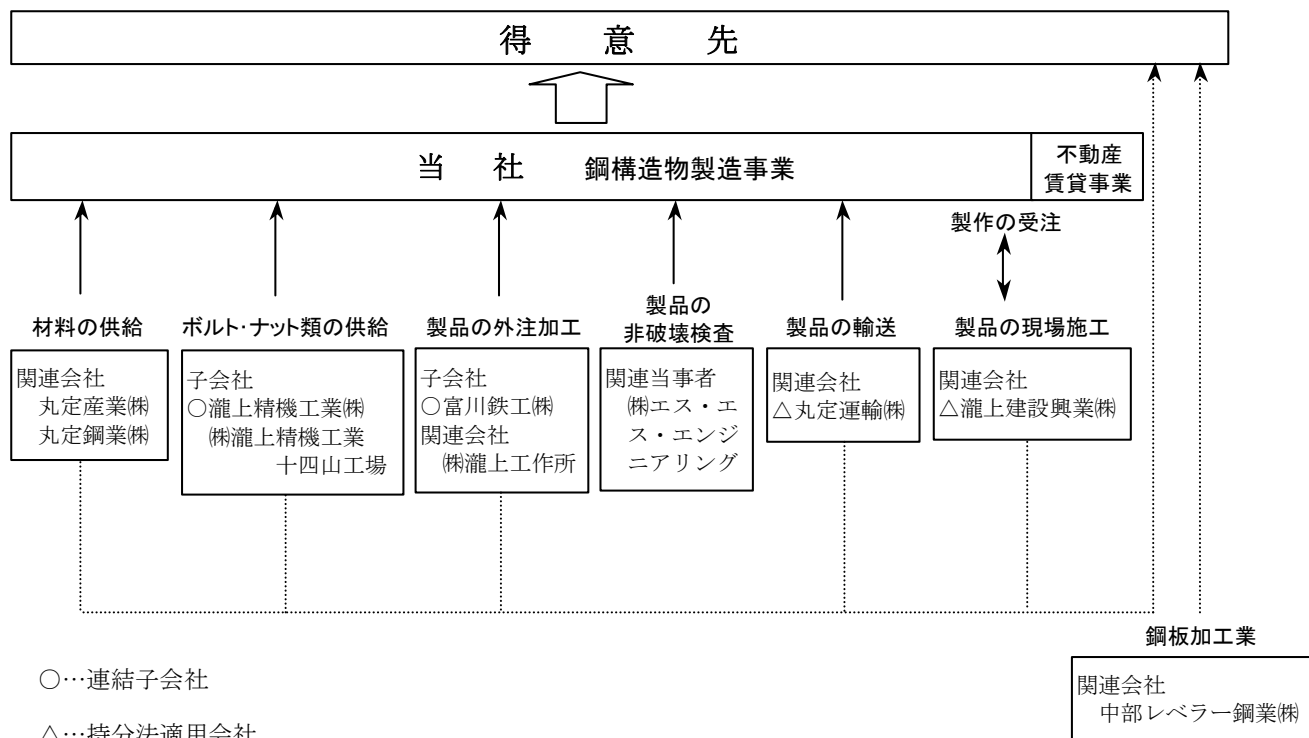 得 意 先
当 社 鋼構造物製造事業
不動産
賃貸事業
製作の受注
材料の供給
関連会社
丸定産業㈱
丸定鋼業㈱
ボルト・ナット類の供給
子会社
○瀧上精機工業㈱
㈱瀧上精機工業
十四山工場
製品の外注加工
子会社
○富川鉄工㈱
関連会社
㈱瀧上工作所
製品の
非破壊検査
関連当事者
㈱エス・エ
ス・エンジ
ニアリング
製品の輸送
関連会社
△丸定運輸㈱
製品の現場施工
関連会社
△瀧上建設興業㈱
鋼板加工業
関連会社
中部レベラー鋼業㈱
○…連結子会社
△…持分法適用会社